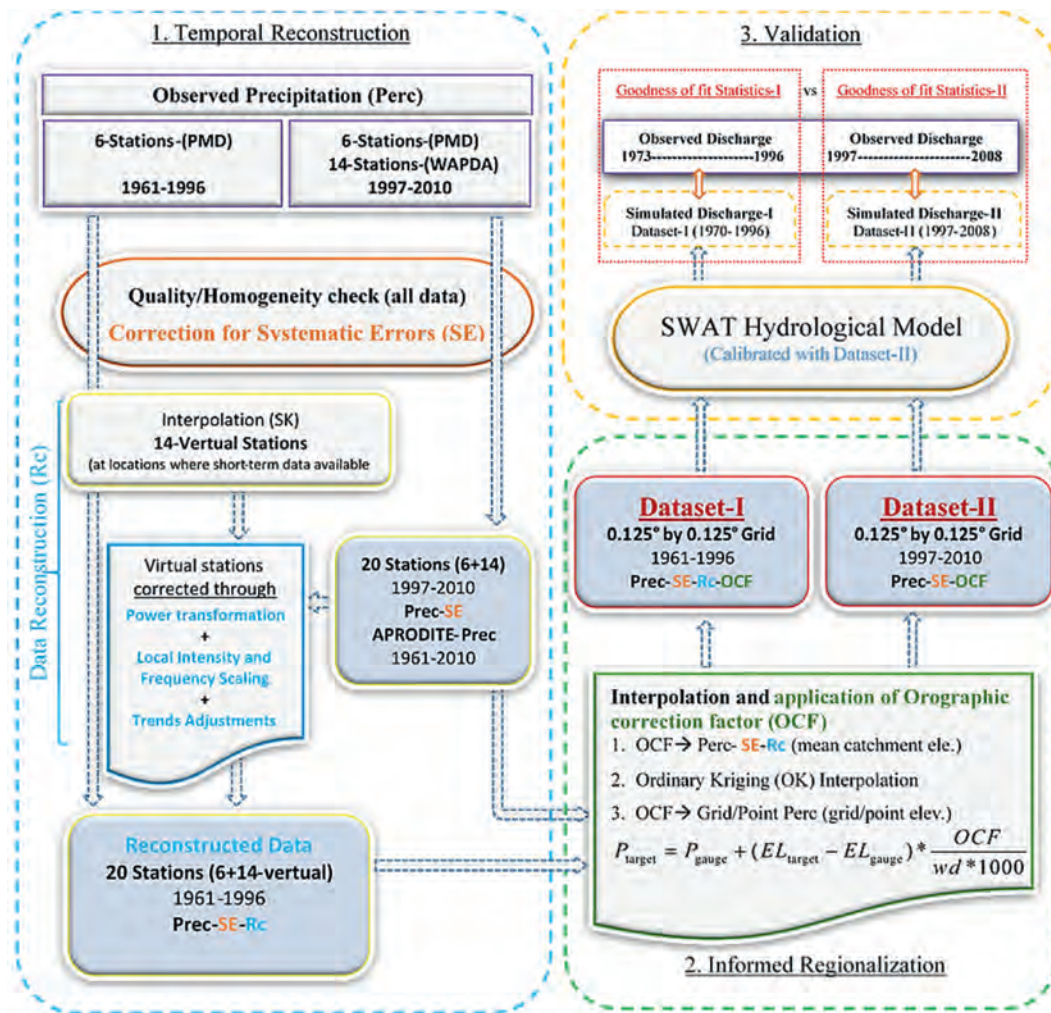 1. Temporal Reconstruction
Observed Precipitation (Perc)
6-Stations-(PMD)
1961-1996
6-Stations-(PMD)
14-Stations-(WAPDA)
1997-2010
Quality/Homogeneity check (all data)
Correction for Systematic Errors (SE)
Data Reconstruction (Rc)
Interpolation (SK)
14-Vertual Stations
(at locations where short-term data available
Virtual stations
corrected through
Power transformation
+
Local Intensity and
Frequency Scaling
+
Trends Adjustments
20 Stations (6+14)
1997-2010
Prec-SE
APRODITE-Prec
1961-2010
Reconstructed Data
20 Stations (6+14-vertual)
1961-1996
Prec-SE-Rc
3. Validation
Goodness of fit Statistics-I vs Goodness of fit Statistics-II
Observed Discharge
1973---------------------1996
Observed Discharge
1997----------------------2008
Simulated Discharge-I
Dataset-I (1970-1996)
Simulated Discharge-II
Dataset-II (1997-2008)
SWAT Hydrological Model
(Calibrated with Dataset-II)
Dataset-I
0.125° by 0.125° Grid
1961-1996
Prec-SE-Rc-OCF
Dataset-II
0.125° by 0.125° Grid
1997-2010
Prec-SE-OCF
Interpolation and application of Orographic
correction factor (OCF)
1. OCF→ Perc- SE-Rc (mean catchment ele.)
2. Ordinary Kriging (OK) Interpolation
3. OCF→ Grid/Point Perc (grid/point elev.)
P_target = P_gauge + (EL_target − EL_gauge) * OCF / wd *1000
2. Informed Regionalization